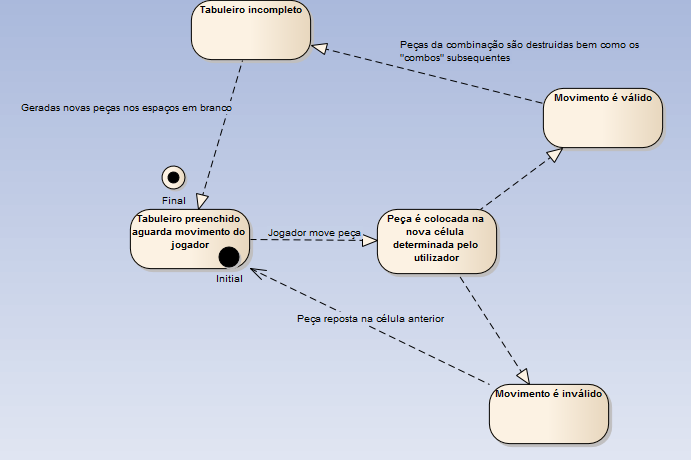 Tabuleiro incompleto
Peças da combinação são destruidas bem como os
"combos" subsequentes
Movimento é válido
Geradas novas peças nos espaços em branco
Final
Tabuleiro preenchido
aguarda movimento do
jogador
Initial
Jogador move peça
Peça é colocada na
nova célula
determinada pelo
utilizador
Peça reposta na célula anterior
Movimento é inválido